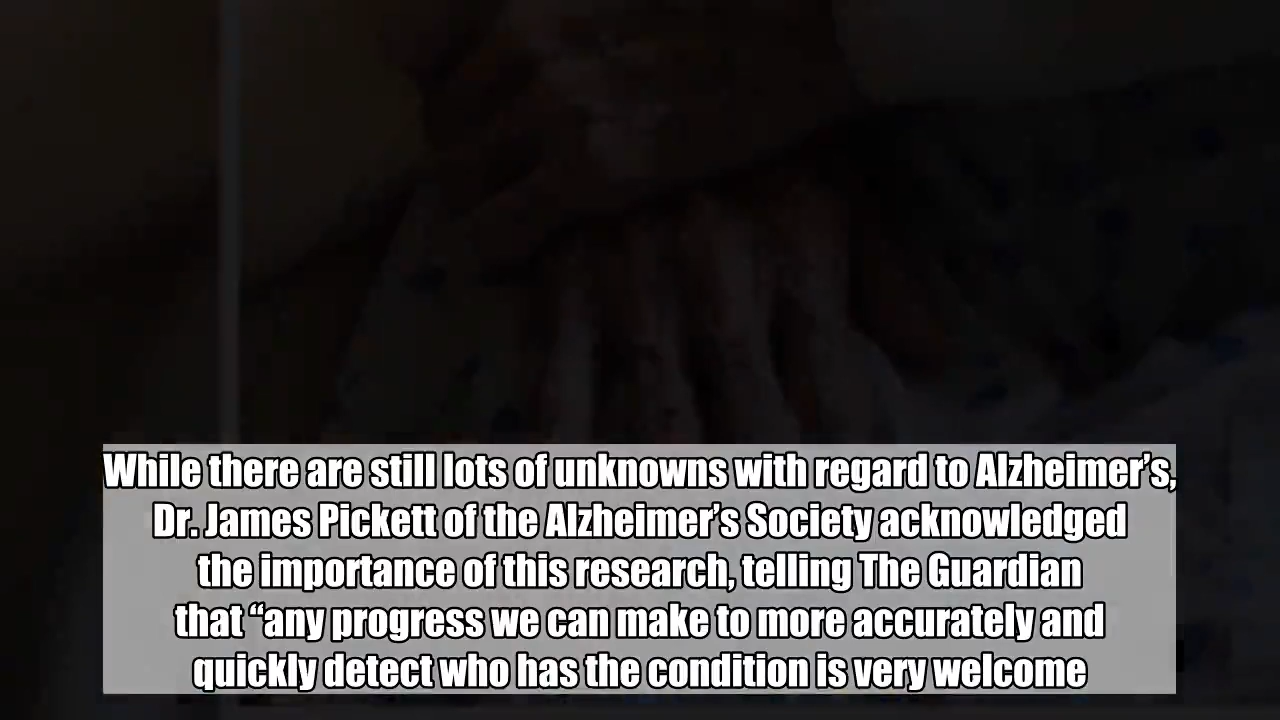 While there are still lots of unknowns with regard to Alzheimer’s,
Dr. James Pickett of the Alzheimer’s Society acknowledged
the importance of this research, telling The Guardian
that “any progress we can make to more accurately and
quickly detect who has the condition is very welcome